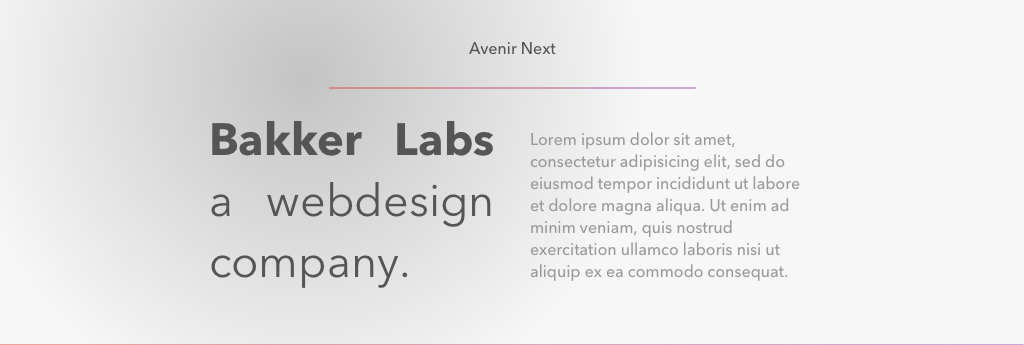 Avenir Next
Bakker Labs
a webdesign
company.
Lorem ipsum dolor sit amet,
consectetur adipisicing elit, sed do
eiusmod tempor incididunt ut labore
et dolore magna aliqua. Ut enim ad
minim veniam, quis nostrud
exercitation ullamco laboris nisi ut
aliquip ex ea commodo consequat.